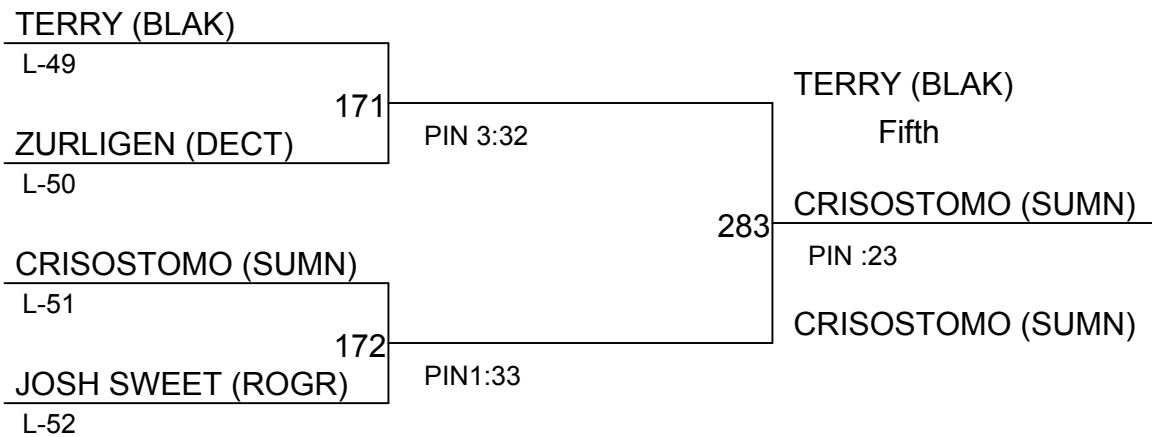 TERRY (BLAK)
L-49
171
ZURLIGEN (DECT)
L-50
PIN 3:32
CRISOSTOMO (SUMN)
L-51
172
JOSH SWEET (ROGR)
L-52
PIN1:33
TERRY (BLAK)
Fifth
283
CRISOSTOMO (SUMN)
PIN :23
CRISOSTOMO (SUMN)